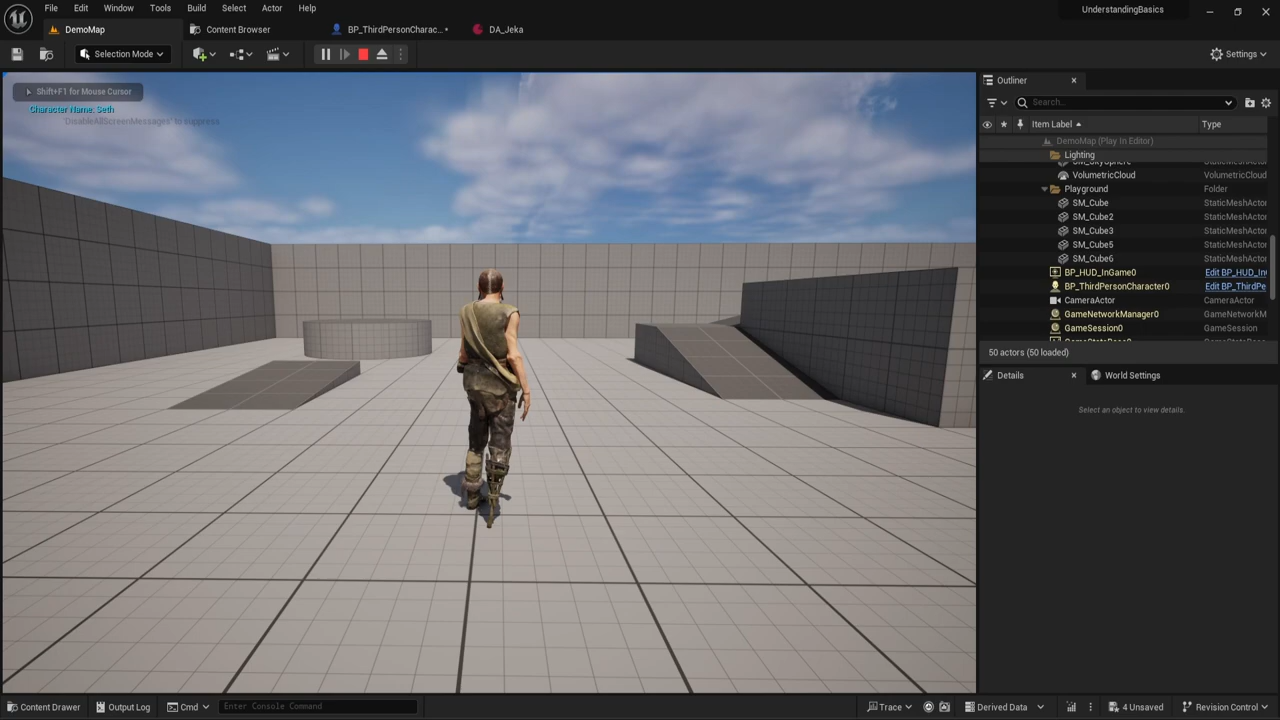 File Edit Window Tools Build Select Actor Help
UnderstandingBasics
DemoMap
Content Browser
BP_ThirdPersonCharac... •
DA_Jeka
Selection Mode
Settings
Shift+F1 for Mouse Cursor
Character Name: Seth
'DisableAllScreenMessages' to suppress
Outliner
Search...
Item Label
Type
DemoMap (Play In Editor)
Lighting
SM_SkySphere StaticMeshActor
VolumetricCloud VolumetricCloud
Playground Folder
SM_Cube StaticMeshActor
SM_Cube2 StaticMeshActor
SM_Cube3 StaticMeshActor
SM_Cube5 StaticMeshActor
SM_Cube6 StaticMeshActor
BP_HUD_InGame0 Edit BP_HUD_In
BP_ThirdPersonCharacter0 Edit BP_ThirdPe
CameraActor CameraActor
GameNetworkManager0 GameNetworkM
GameSession0 GameSession
50 actors (50 loaded)
Details
World Settings
Select an object to view details.
Content Drawer
Output Log
Cmd
Enter Console Command
Trace
Derived Data
4 Unsaved
Revision Control